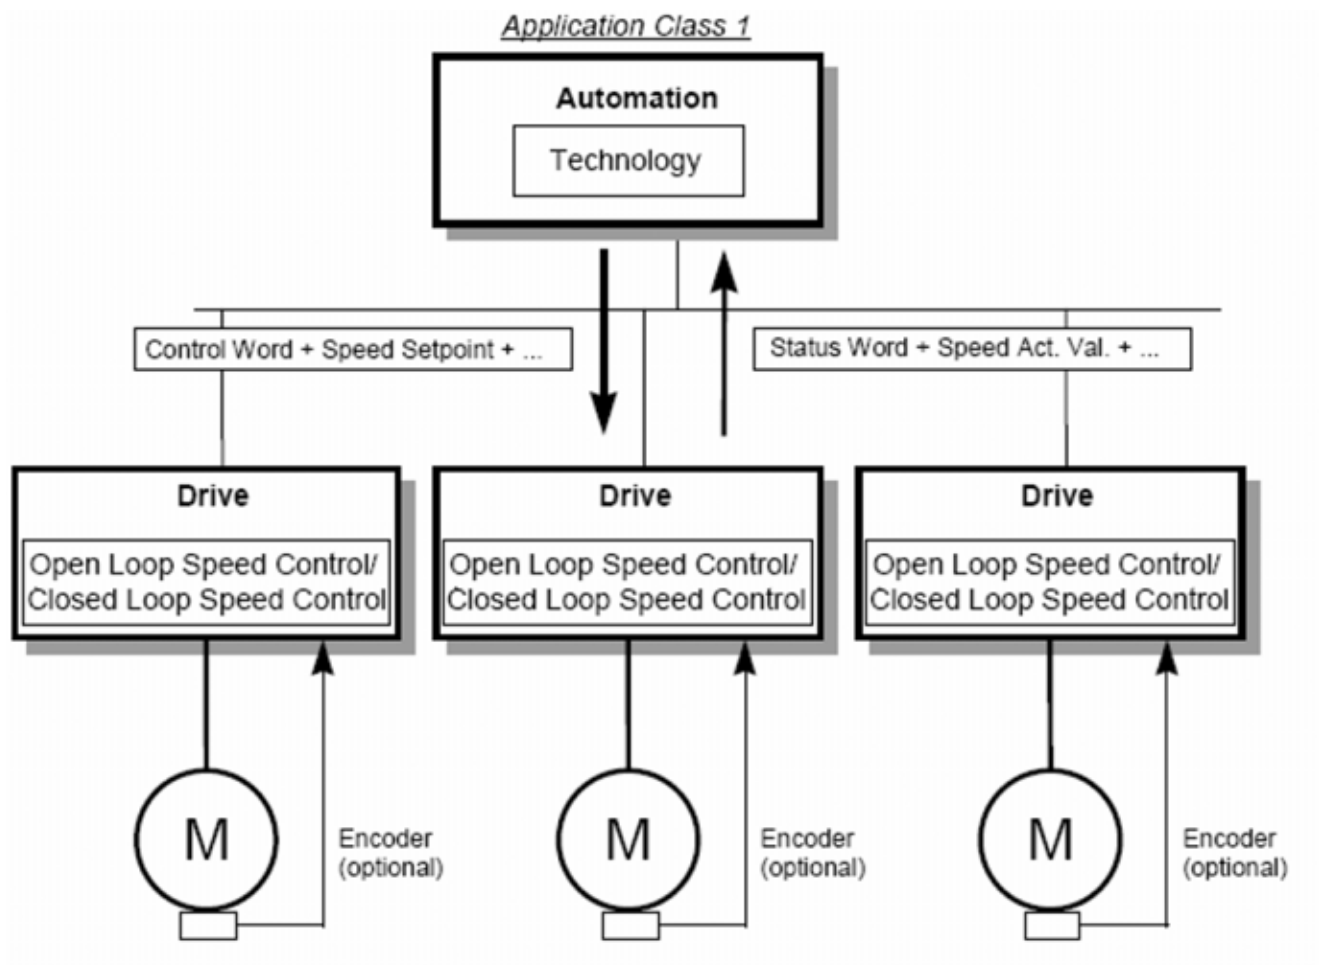 Application Class 1
Automation
Technology
Control Word + Speed Setpoint + ...
Status Word + Speed Act. Val. + ...
Drive
Open Loop Speed Control/
Closed Loop Speed Control
Drive
Open Loop Speed Control/
Closed Loop Speed Control
Drive
Open Loop Speed Control/
Closed Loop Speed Control
M
Encoder
(optional)
M
Encoder
(optional)
M
Encoder
(optional)